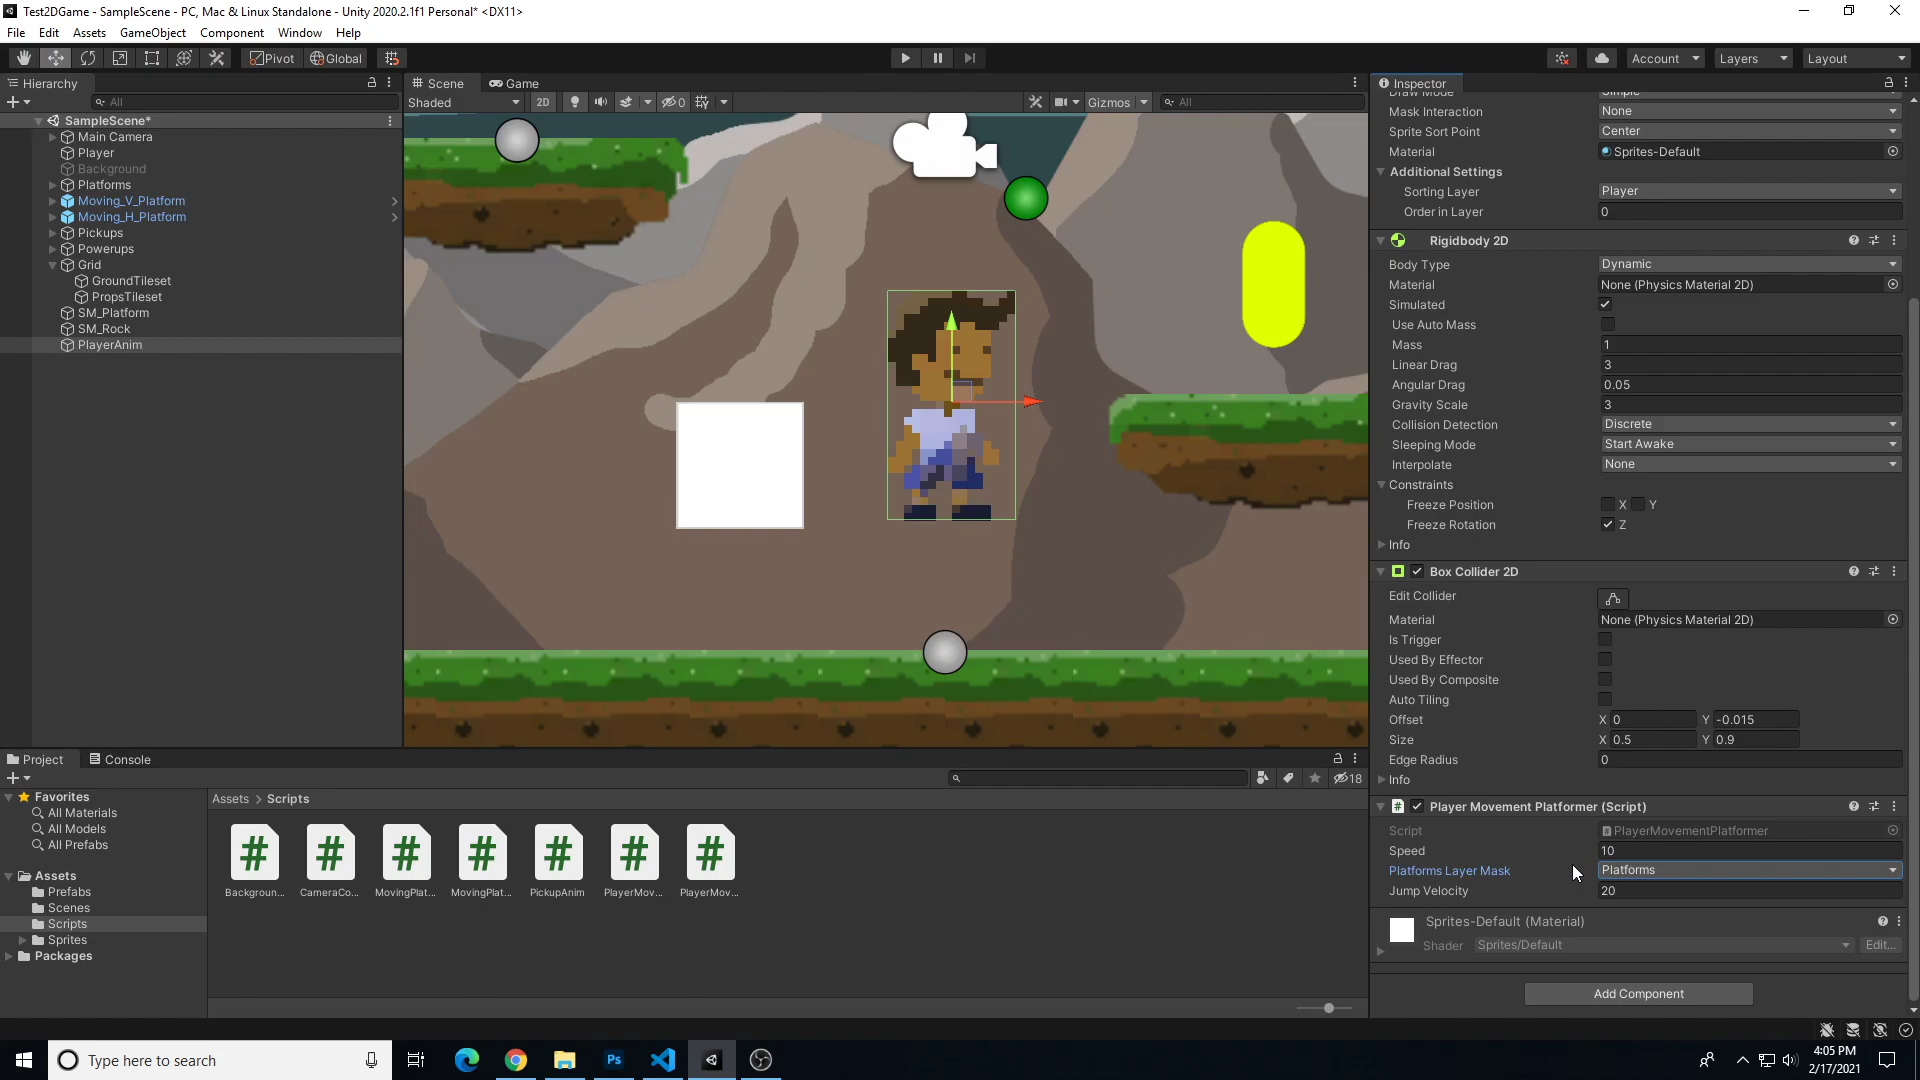 Test2DGame - SampleScene - PC, Mac & Linux Standalone - Unity 2020.2.1f1 Personal* <DX11>
File Edit Assets GameObject Component Window Help
Pivot Global Account Layers Layout
Hierarchy
All
SampleScene*
Main Camera
Player
Background
Platforms
Moving_V_Platform
Moving_H_Platform
Pickups
Powerups
Grid
GroundTileset
PropsTileset
SM_Platform
SM_Rock
PlayerAnim
Scene Game
Shaded 2D 0 Gizmos All
Inspector
Draw Mode Simple
Mask Interaction None
Sprite Sort Point Center
Material Sprites-Default
Additional Settings
Sorting Layer Player
Order in Layer 0
Rigidbody 2D
Body Type Dynamic
Material None (Physics Material 2D)
Simulated
Use Auto Mass
Mass 1
Linear Drag 3
Angular Drag 0.05
Gravity Scale 3
Collision Detection Discrete
Sleeping Mode Start Awake
Interpolate None
Constraints
Freeze Position X Y
Freeze Rotation Z
Info
Box Collider 2D
Edit Collider
Material None (Physics Material 2D)
Is Trigger
Used By Effector
Used By Composite
Auto Tiling
Offset X 0 Y -0.015
Size X 0.5 Y 0.9
Edge Radius 0
Info
# Player Movement Platformer (Script)
Script PlayerMovementPlatformer
Speed 10
Platforms Layer Mask Platforms
Jump Velocity 20
Sprites-Default (Material)
Shader Sprites/Default Edit...
Add Component
Project Console
18
Favorites
All Materials
All Models
All Prefabs
Assets
Prefabs
Scenes
Scripts
Sprites
Packages
Assets > Scripts
# # # # # # #
Backgroun... CameraCo... MovingPlat... MovingPlat... PickupAnim PlayerMov... PlayerMov...
Type here to search
Ps
4:05 PM
2/17/2021